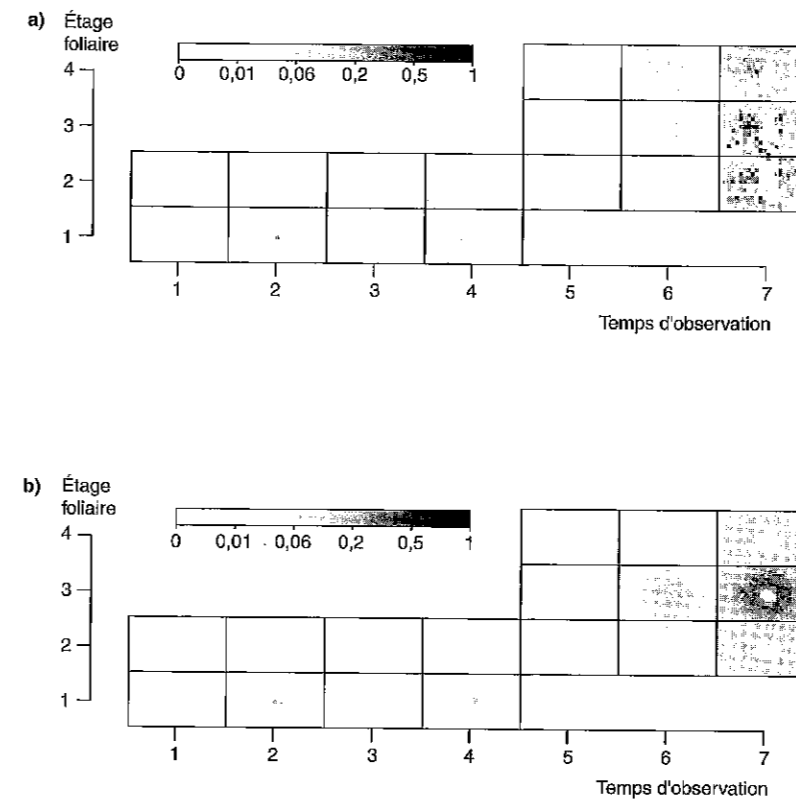 a) Étage
foliaire
0 0,01 0,06 0,2 0,5 1
4
3
2
1
1 2 3 4 5 6 7
Temps d'observation
b) Étage
foliaire
0 0,01 0,06 0,2 0,5 1
4
3
2
1
1 2 3 4 5 6 7
Temps d'observation